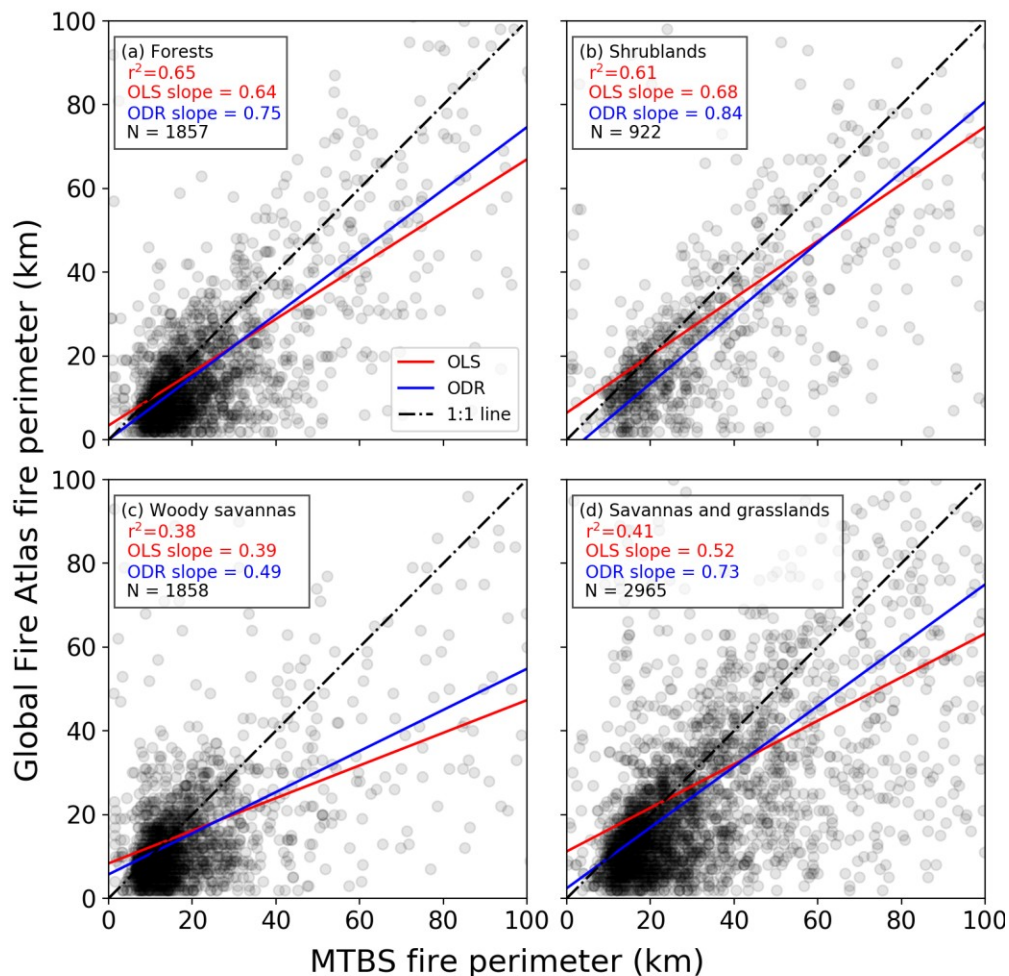 Global Fire Atlas fire perimeter (km)
100
80
60
40
20
0
(a) Forests
r²=0.65
OLS slope = 0.64
ODR slope = 0.75
N = 1857
OLS
ODR
1:1 line
(b) Shrublands
r²=0.61
OLS slope = 0.68
ODR slope = 0.84
N = 922
100
80
60
40
20
0
(c) Woody savannas
r²=0.38
OLS slope = 0.39
ODR slope = 0.49
N = 1858
(d) Savannas and grasslands
r²=0.41
OLS slope = 0.52
ODR slope = 0.73
N = 2965
0 20 40 60 80 100
0 20 40 60 80 100
MTBS fire perimeter (km)